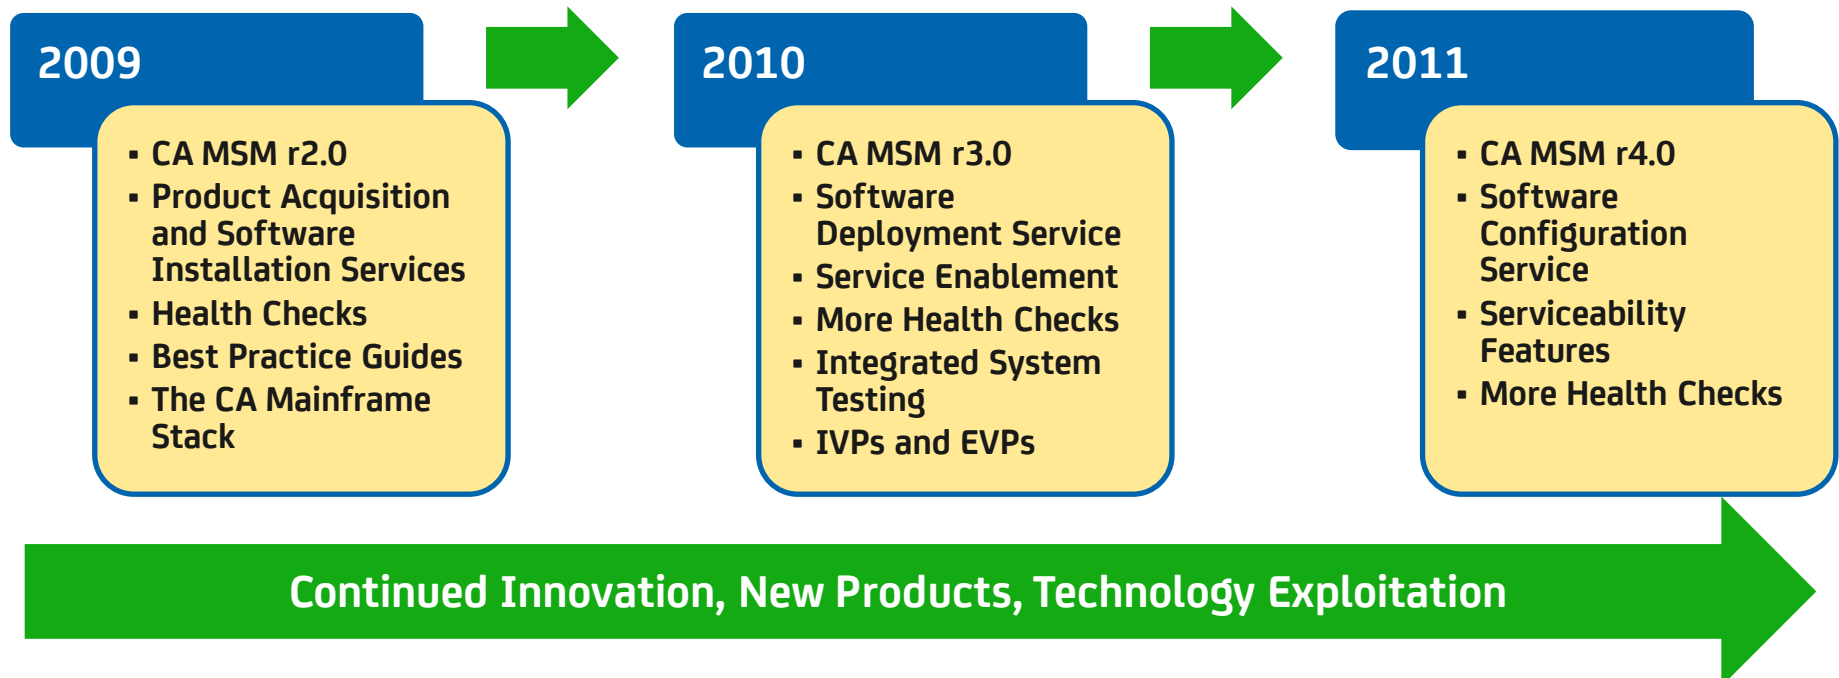 2009
▪ CA MSM r2.0
▪ Product Acquisition
and Software
Installation Services
▪ Health Checks
▪ Best Practice Guides
▪ The CA Mainframe
Stack
2010
▪ CA MSM r3.0
▪ Software
Deployment Service
▪ Service Enablement
▪ More Health Checks
▪ Integrated System
Testing
▪ IVPs and EVPs
2011
▪ CA MSM r4.0
▪ Software
Configuration
Service
▪ Serviceability
Features
▪ More Health Checks
Continued Innovation, New Products, Technology Exploitation